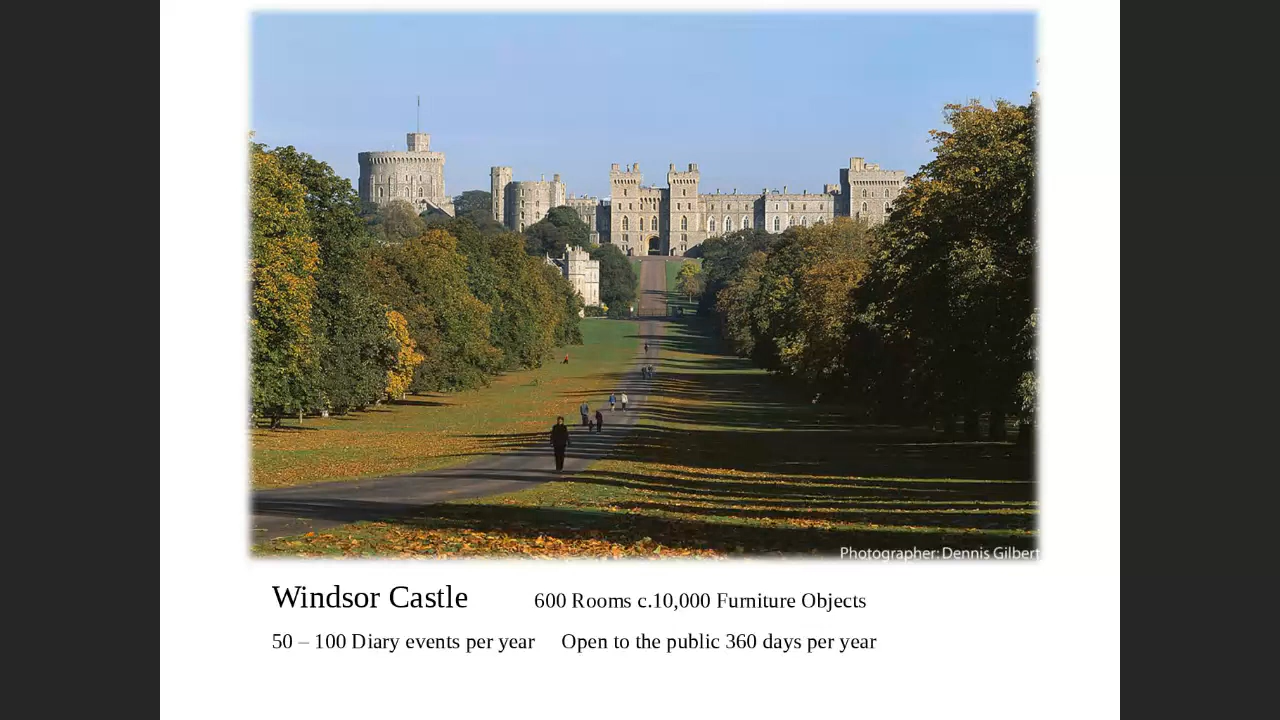 Photographer: Dennis Gilbert
Windsor Castle 600 Rooms c.10,000 Furniture Objects
50 – 100 Diary events per year Open to the public 360 days per year